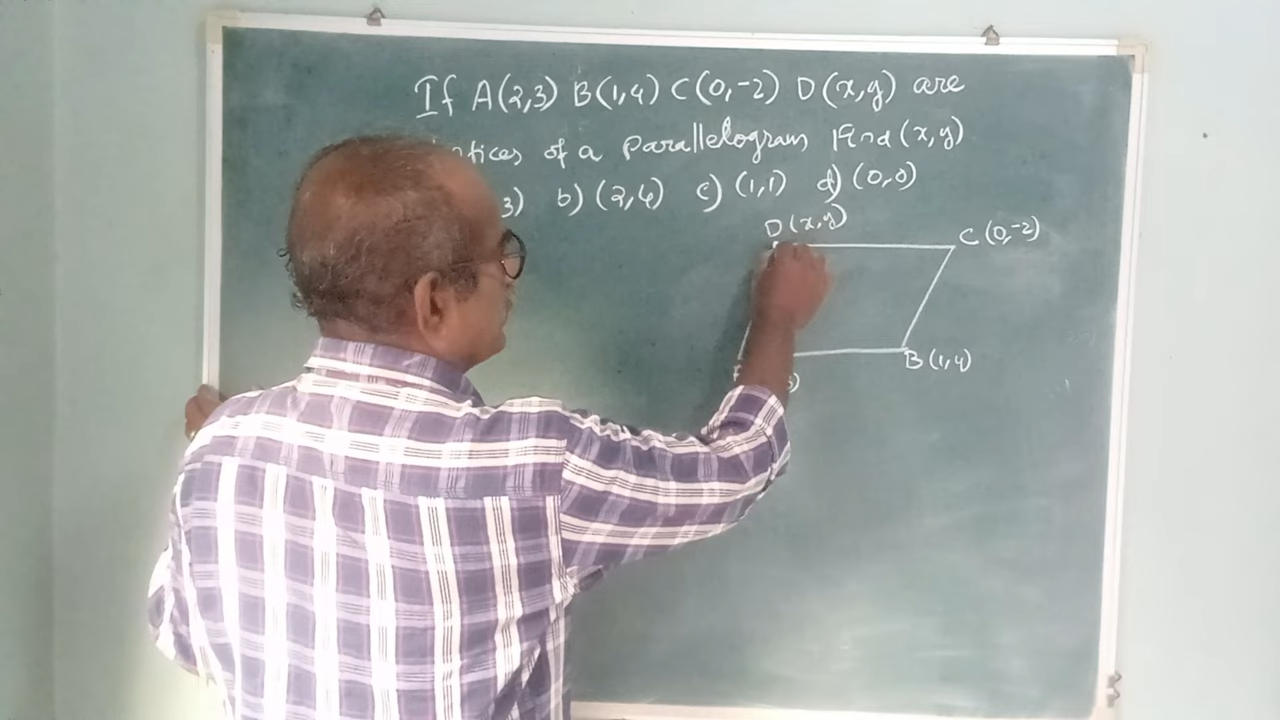 If A(2,3) B(1,4) C(0,-2) D(x,y) are
of a parallelogram find (x,y)
3) b) (2,4) c) (1,1) d) (0,0)
D(x,y) C(0,-2)
B(1,4)